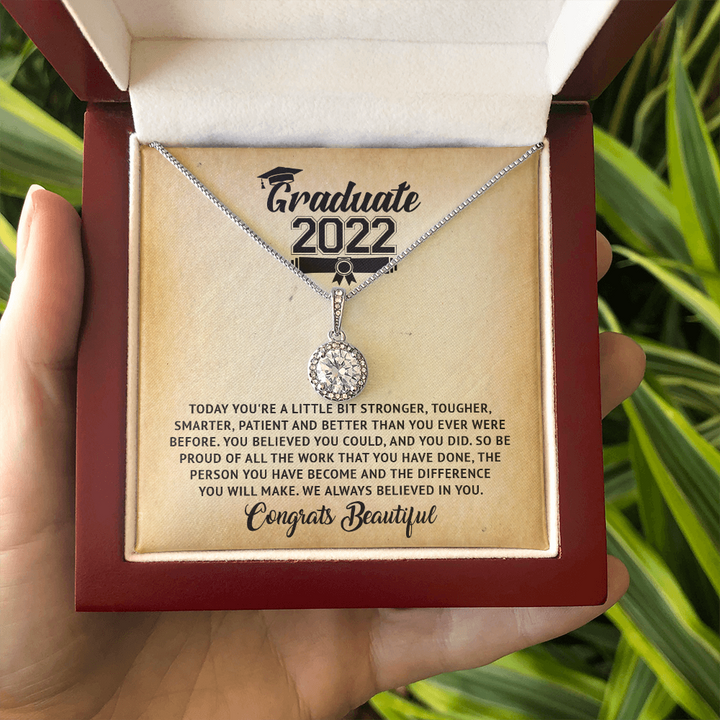 Graduate
2022
TODAY YOU'RE A LITTLE BIT STRONGER, TOUGHER,
SMARTER, PATIENT AND BETTER THAN YOU EVER WERE
BEFORE. YOU BELIEVED YOU COULD, AND YOU DID. SO BE
PROUD OF ALL THE WORK THAT YOU HAVE DONE, THE
PERSON YOU HAVE BECOME AND THE DIFFERENCE
YOU WILL MAKE. WE ALWAYS BELIEVED IN YOU.
Congrats Beautiful